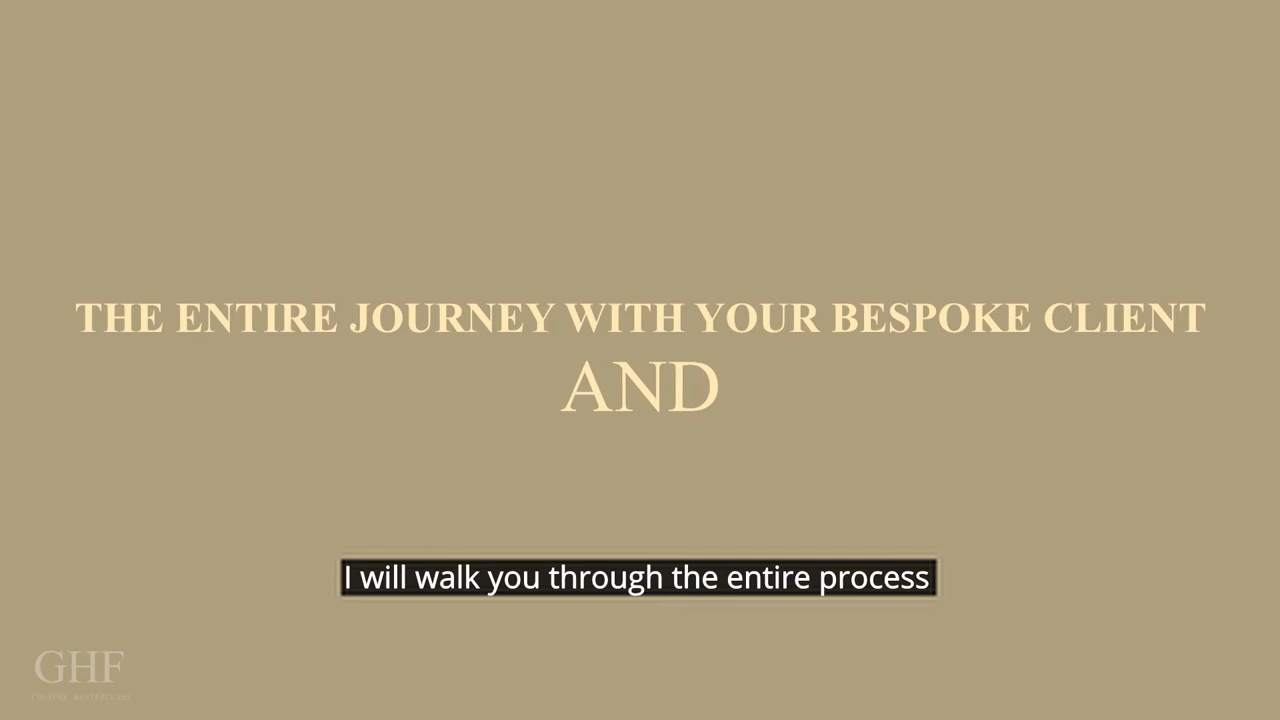 THE ENTIRE JOURNEY WITH YOUR BESPOKE CLIENT
AND
I will walk you through the entire process
GHF